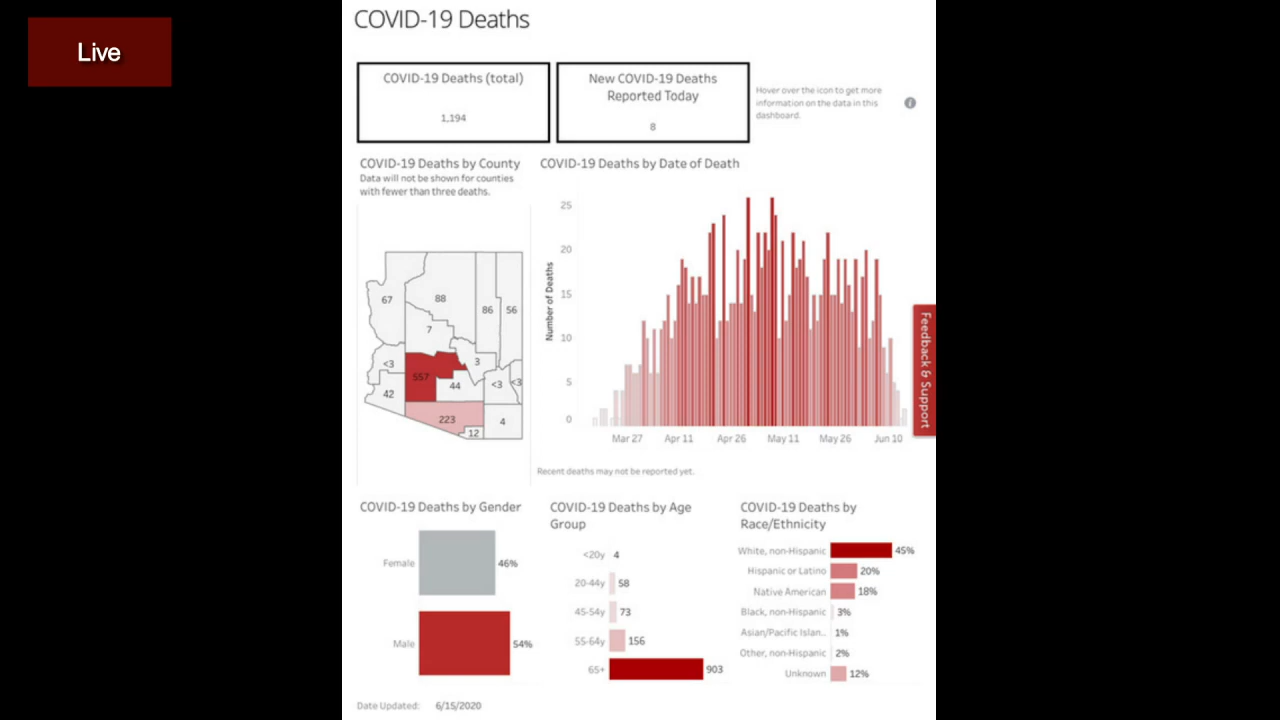 Live
COVID-19 Deaths
COVID-19 Deaths (total)
1,194
New COVID-19 Deaths
Reported Today
8
Hover over the icon to get more
information on the data in this
dashboard.
i
COVID-19 Deaths by County
Data will not be shown for counties
with fewer than three deaths.
67
88
86
56
7
<3
557
3
44
<3
<3
42
223
4
12
COVID-19 Deaths by Date of Death
Number of Deaths
25
20
15
10
5
0
Mar 27
Apr 11
Apr 26
May 11
May 26
Jun 10
Recent deaths may not be reported yet.
Feedback & Support
COVID-19 Deaths by Gender
Female 46%
Male 54%
COVID-19 Deaths by Age
Group
<20y 4
20-44y 58
45-54y 73
55-64y 156
65+ 903
COVID-19 Deaths by
Race/Ethnicity
White, non-Hispanic 45%
Hispanic or Latino 20%
Native American 18%
Black, non-Hispanic 3%
Asian/Pacific Islan.. 1%
Other, non-Hispanic 2%
Unknown 12%
Date Updated: 6/15/2020